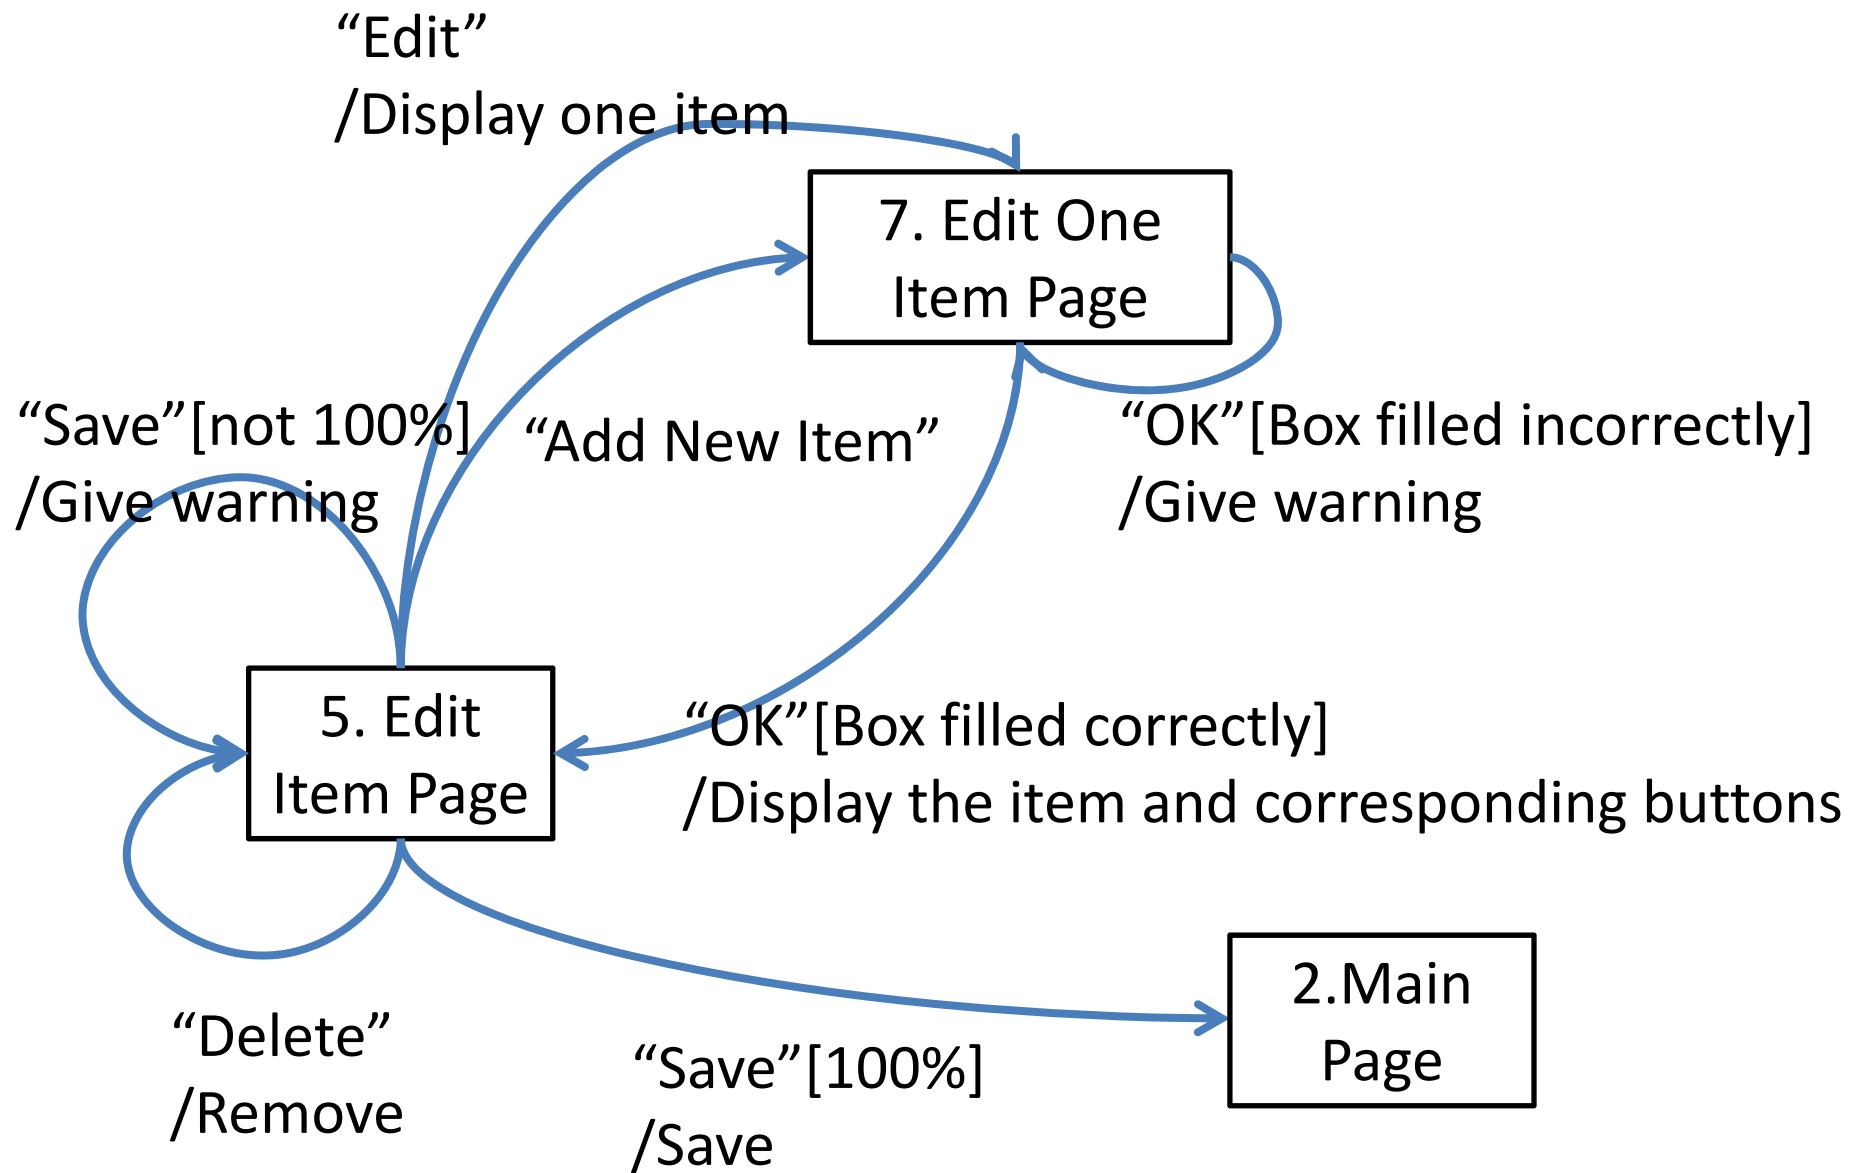 “Edit”
/Display one item
7. Edit One
Item Page
“Save”[not 100%]
/Give warning
“Add New Item”
“OK”[Box filled incorrectly]
/Give warning
5. Edit
Item Page
“OK”[Box filled correctly]
/Display the item and corresponding buttons
2.Main
Page
“Delete”
/Remove
“Save”[100%]
/Save